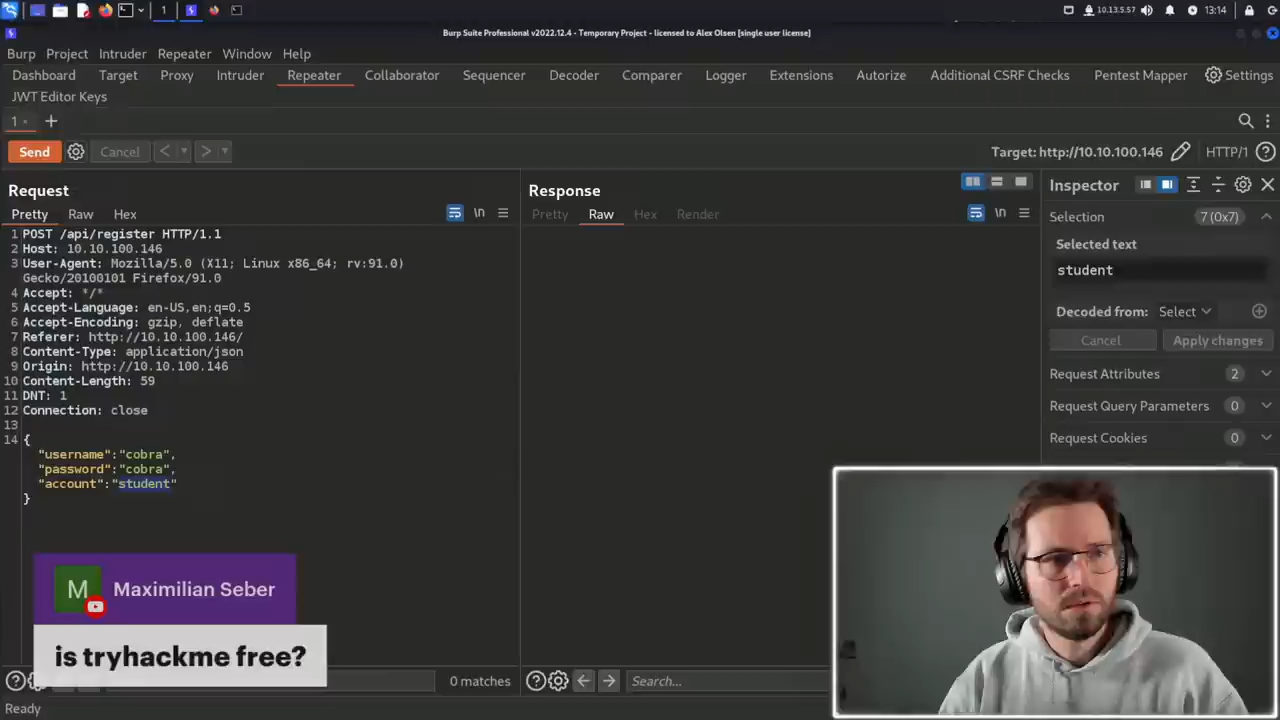 1
10.13.5.57
13:14
Burp Suite Professional v2022.12.4 - Temporary Project - licensed to Alex Olsen [single user license]
Burp Project Intruder Repeater Window Help
Dashboard Target Proxy Intruder Repeater Collaborator Sequencer Decoder Comparer Logger Extensions Autorize Additional CSRF Checks Pentest Mapper Settings
JWT Editor Keys
1 × +
Send Cancel < > Target: http://10.10.100.146 HTTP/1 ?
Request
Pretty Raw Hex \n
1 POST /api/register HTTP/1.1
2 Host: 10.10.100.146
3 User-Agent: Mozilla/5.0 (X11; Linux x86_64; rv:91.0)
Gecko/20100101 Firefox/91.0
4 Accept: */*
5 Accept-Language: en-US,en;q=0.5
6 Accept-Encoding: gzip, deflate
7 Referer: http://10.10.100.146/
8 Content-Type: application/json
9 Origin: http://10.10.100.146
10 Content-Length: 59
11 DNT: 1
12 Connection: close
13
14 {
"username":"cobra",
"password":"cobra",
"account":"student"
}
Response
Pretty Raw Hex Render \n
Inspector
Selection 7 (0x7)
Selected text
student
Decoded from: Select
Cancel Apply changes
Request Attributes 2
Request Query Parameters 0
Request Cookies 0
M Maximilian Seber
is tryhackme free?
0 matches
Search...
Ready